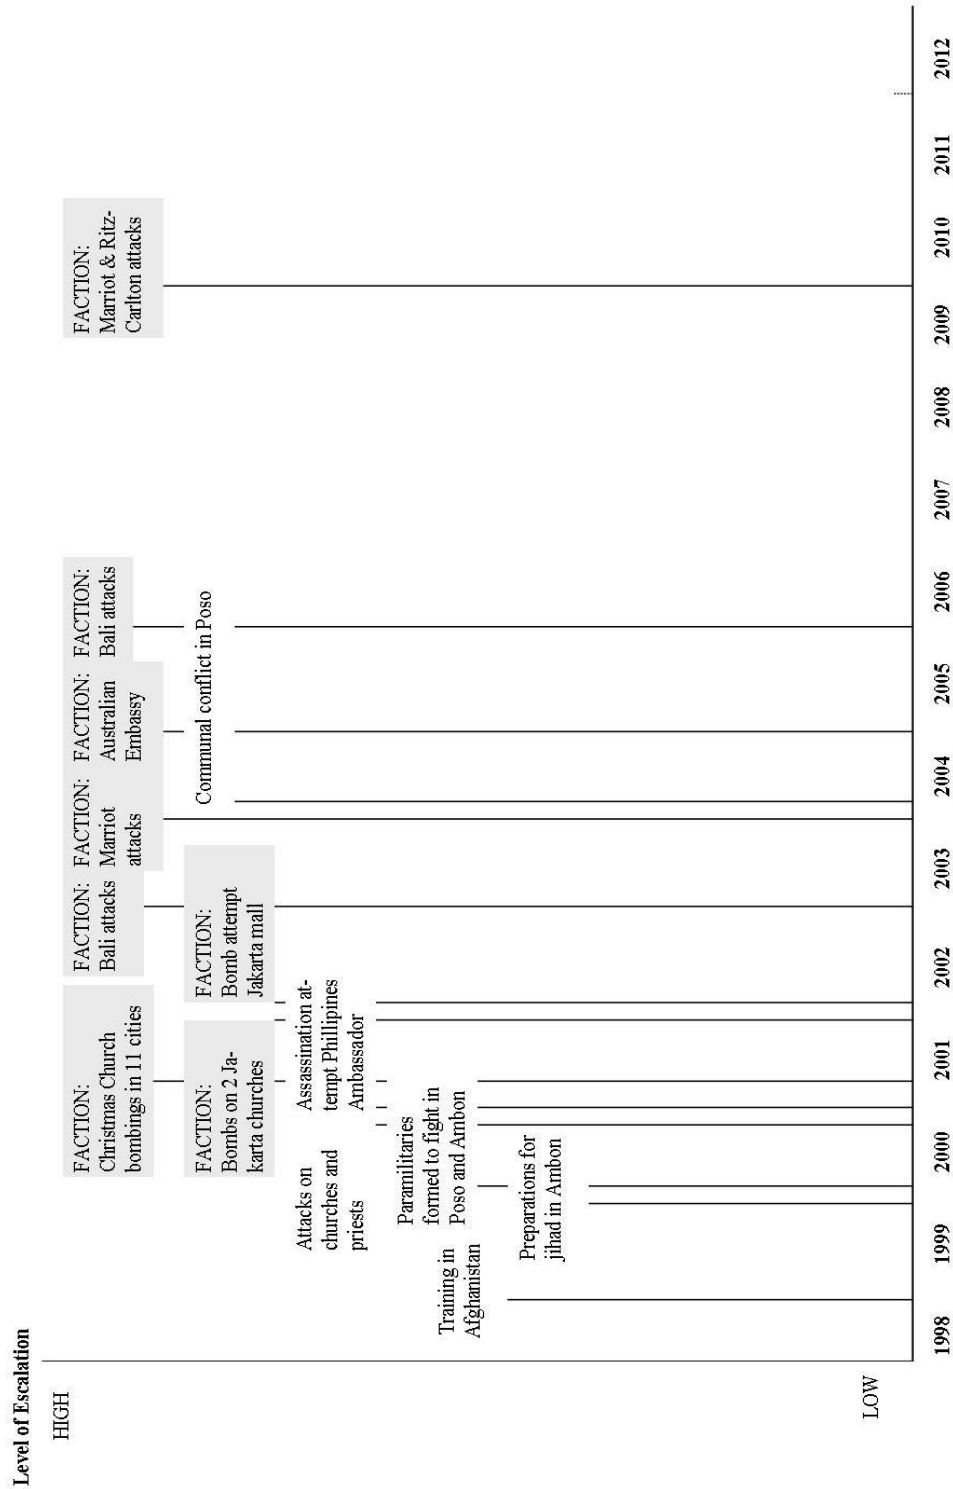 Level of Escalation
HIGH
FACTION:
Christmas Church
bombings in 11 cities
FACTION:
Bali attacks
FACTION:
Marriot
attacks
FACTION:
Australian
Embassy
FACTION:
Bali attacks
FACTION:
Marriot & Ritz-
Carlton attacks
FACTION:
Bombs on 2 Ja-
karta churches
FACTION:
Bomb attempt
Jakarta mall
Communal conflict in Poso
Attacks on
churches and
priests
Assassination at-
tempt Phillipines
Ambassador
Paramilitaries
formed to fight in
Poso and Ambon
Training in
Afghanistan
Preparations for
jihad in Ambon
LOW
1998 1999 2000 2001 2002 2003 2004 2005 2006 2007 2008 2009 2010 2011 2012